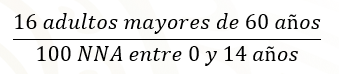 16 adultos mayores de 60 años
100 NNA entre 0 y 14 años